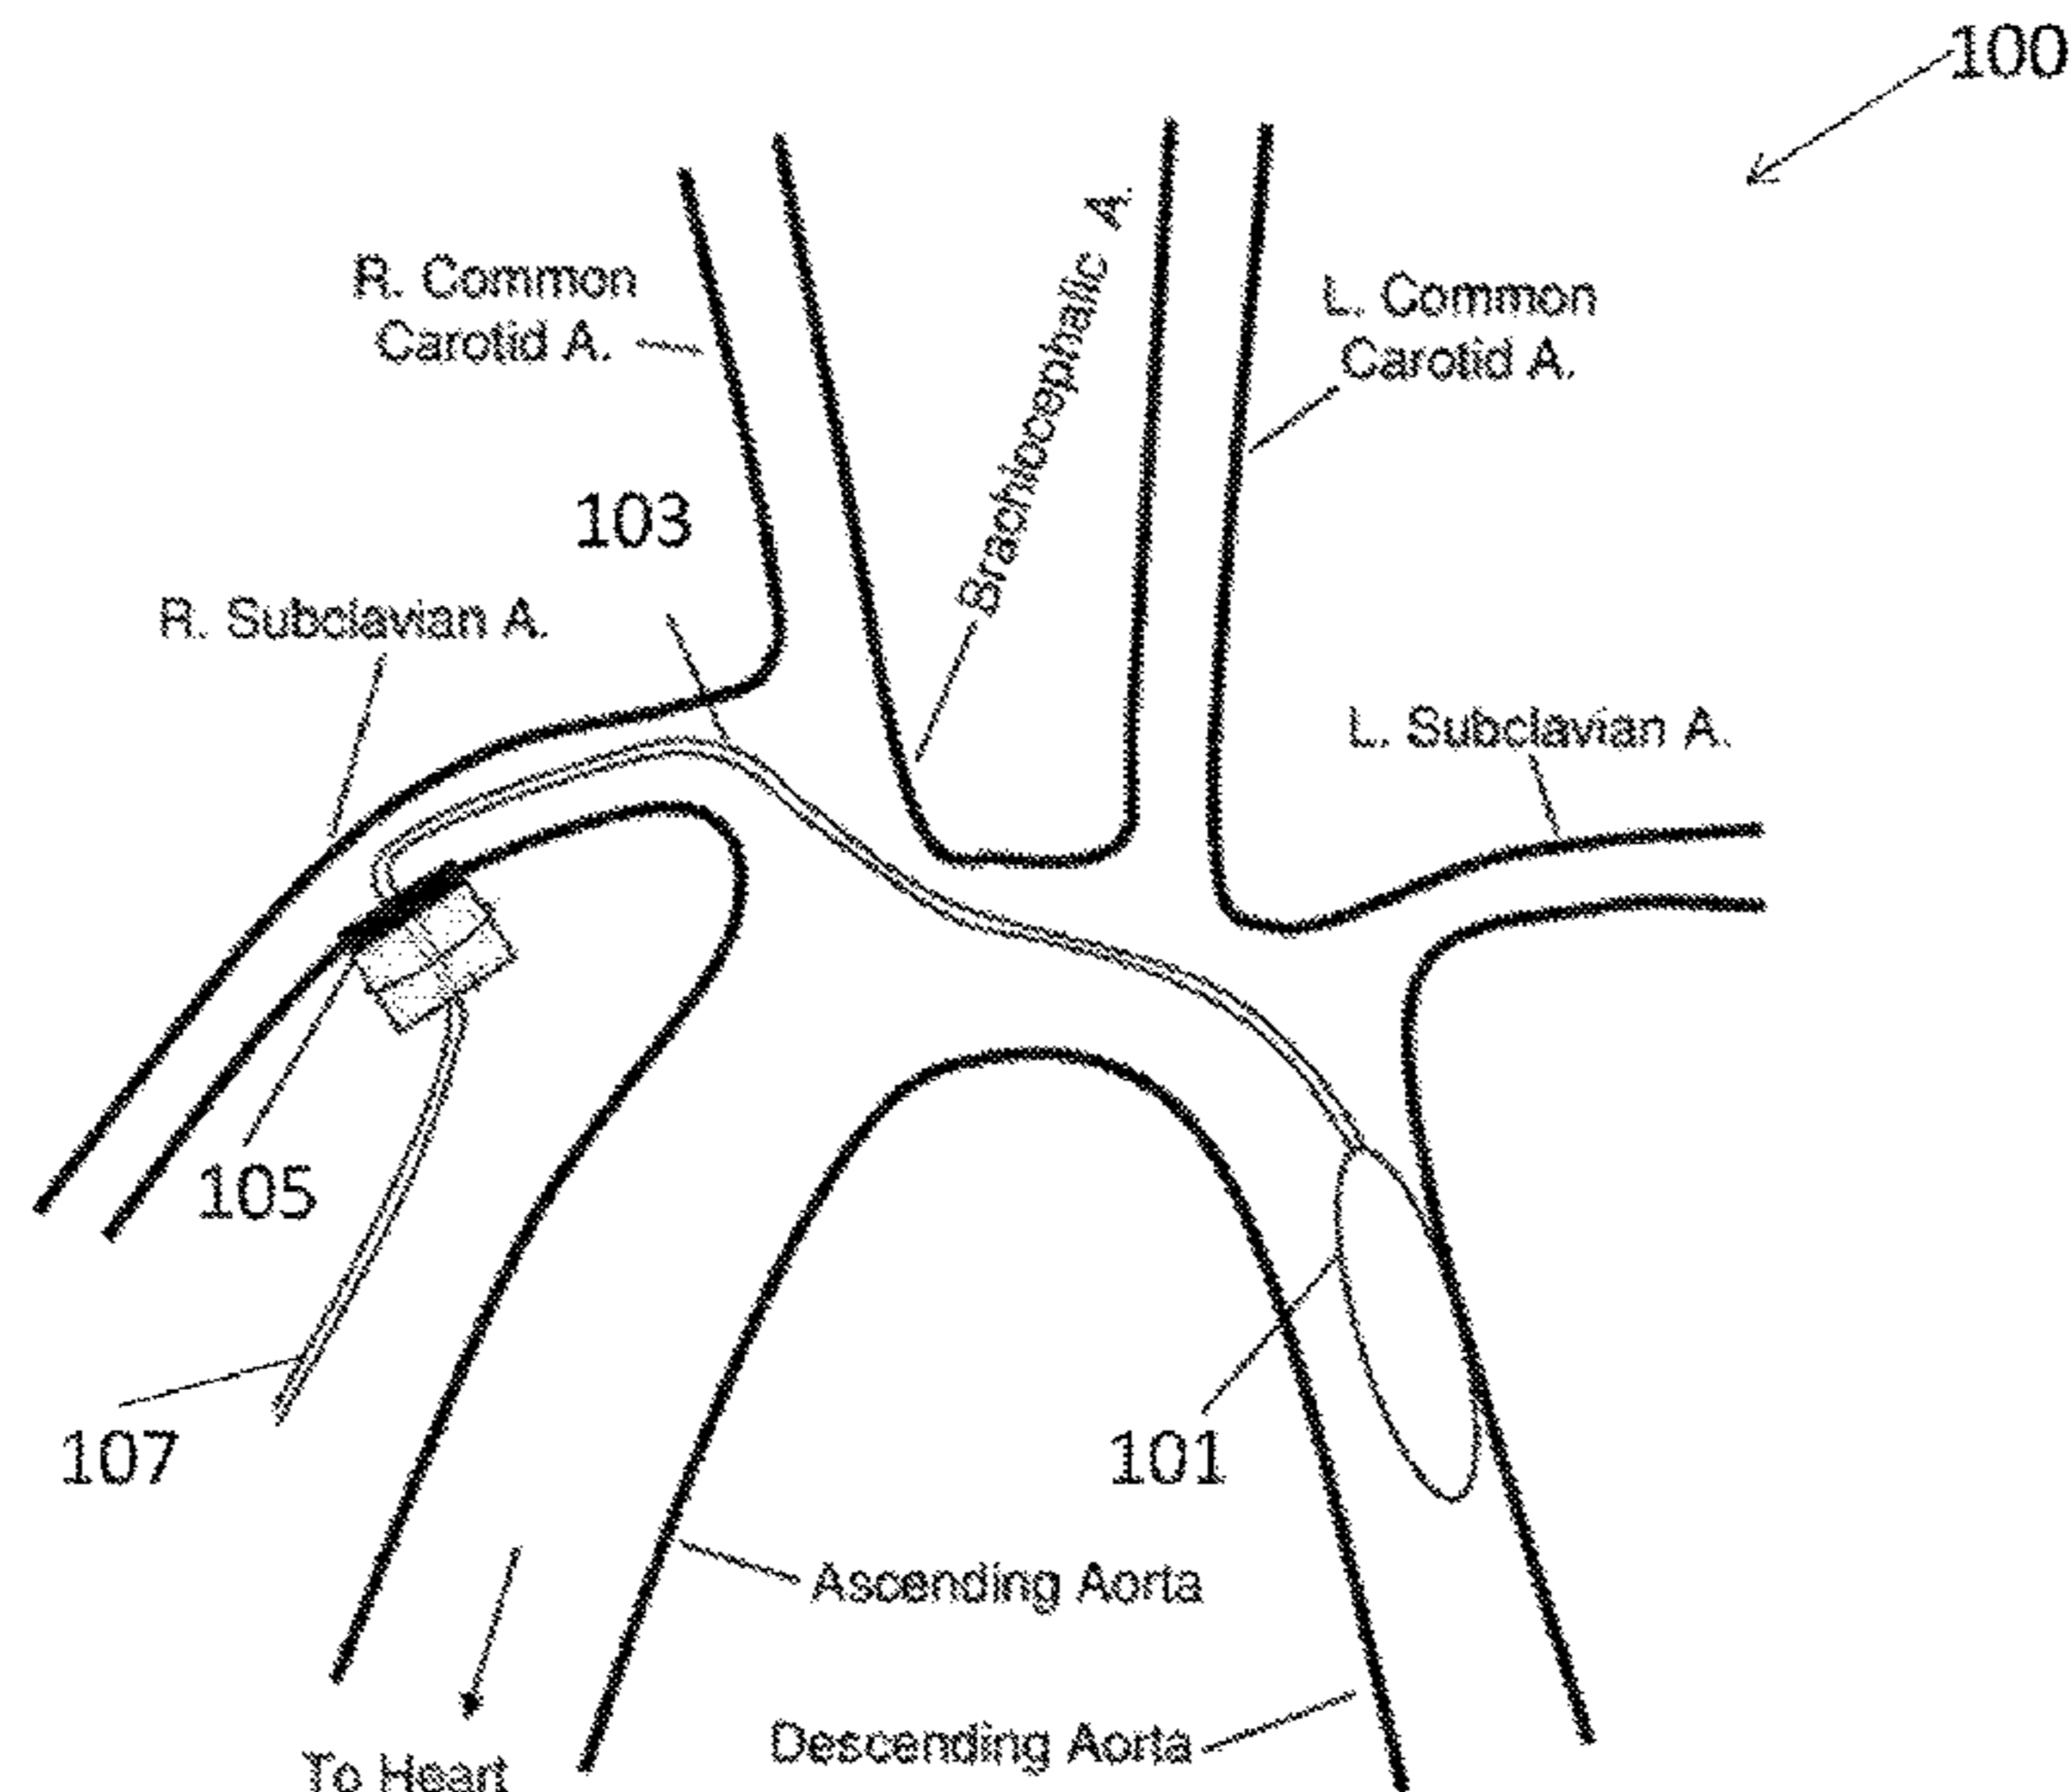 100
R. Common
Carotid A.
Brachiocephalic A.
L. Common
Carotid A.
103
R. Subclavian A.
L. Subclavian A.
105
107
101
Ascending Aorta
Descending Aorta
To Heart